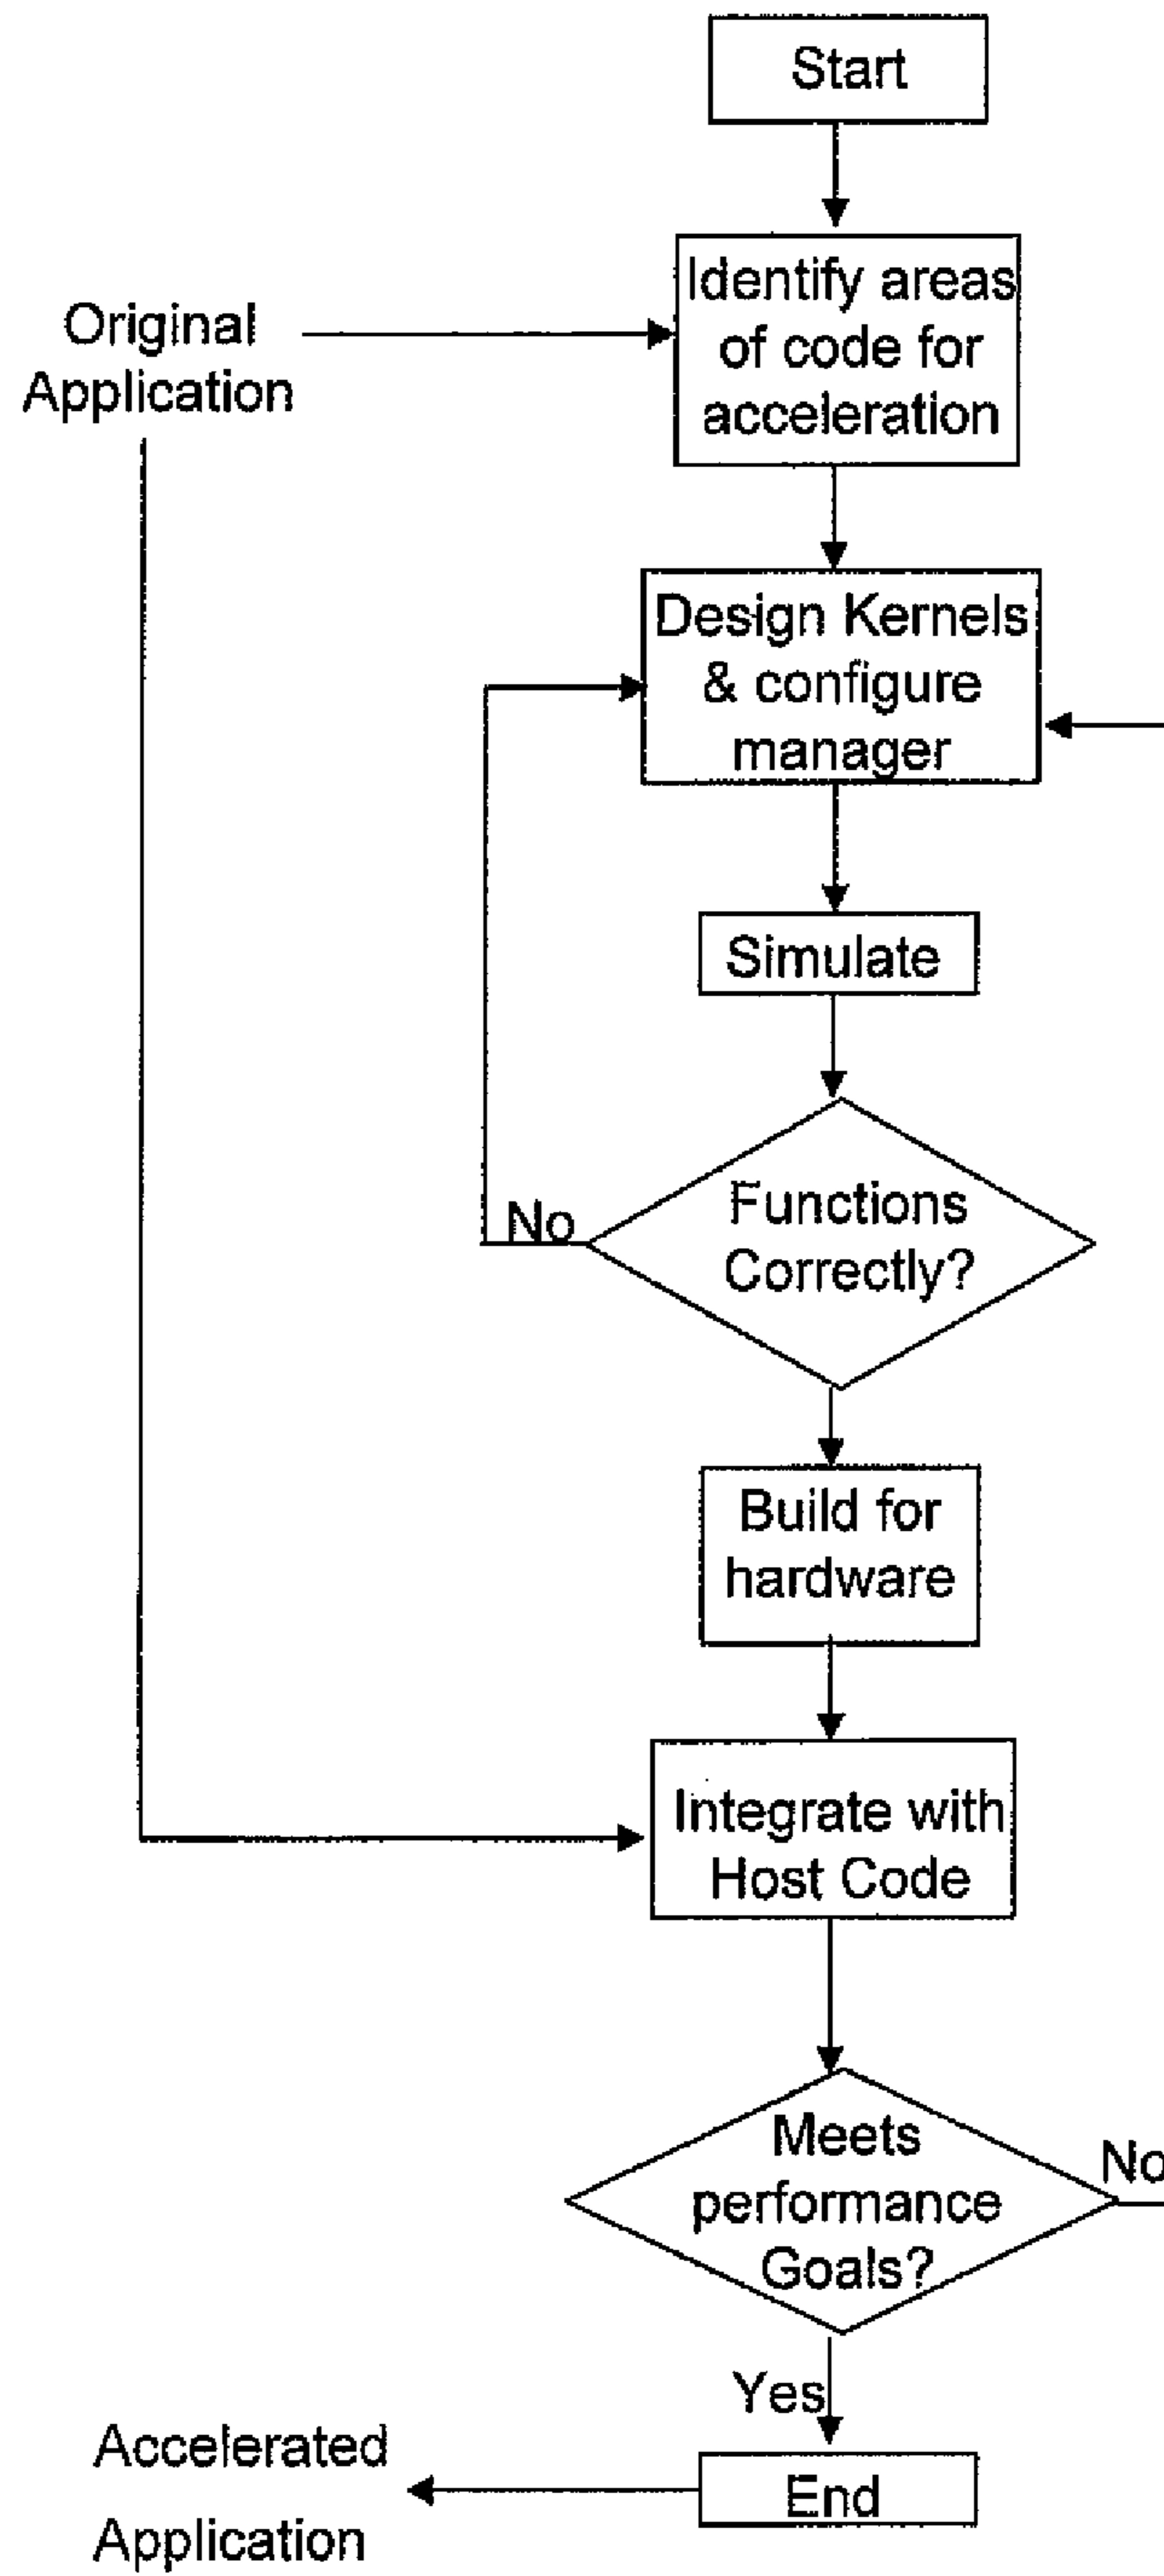 Start
Identify areas
of code for
acceleration
Original
Application
Design Kernels
& configure
manager
Simulate
Functions
Correctly?
No
Build for
hardware
Integrate with
Host Code
Meets
performance
Goals?
No
Yes
Accelerated
Application
End